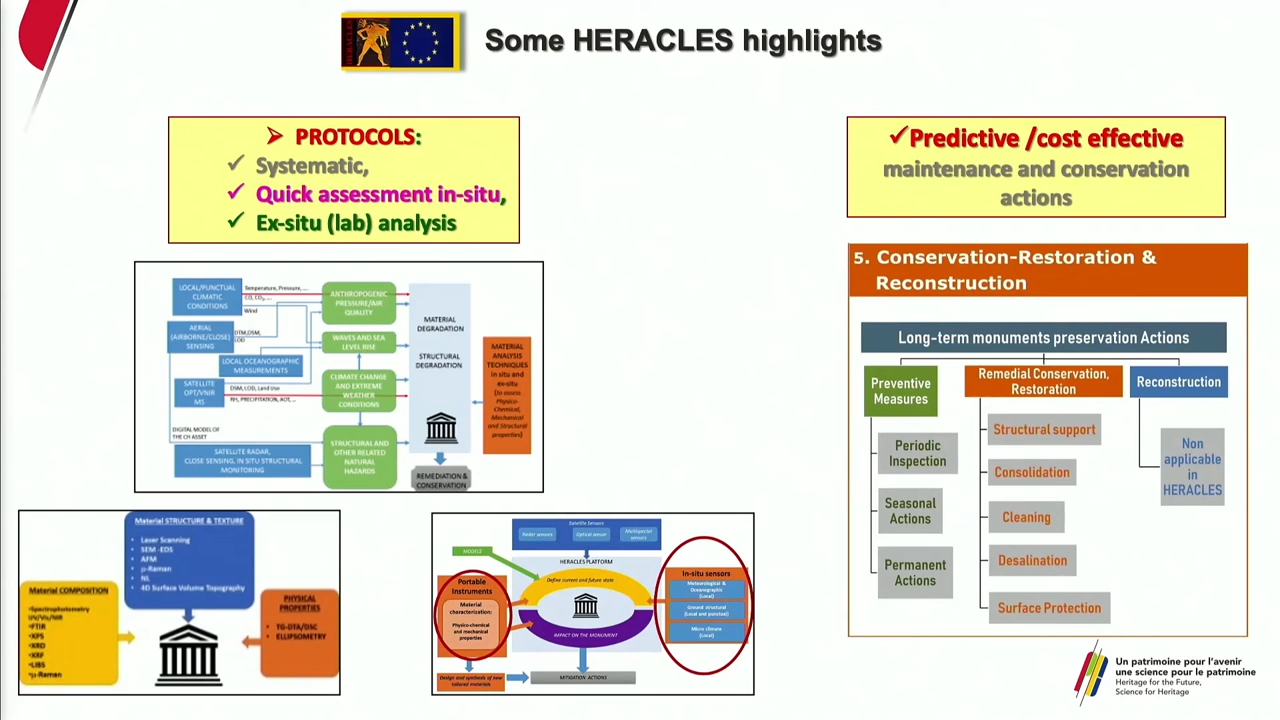 HERACLES
Some HERACLES highlights
➢ PROTOCOLS:
✓ Systematic,
✓ Quick assessment in-situ,
✓ Ex-situ (lab) analysis
✓Predictive /cost effective
maintenance and conservation
actions
LOCAL/PUNCTUAL
CLIMATIC
CONDITIONS
Temperature, Pressure, ....
CO, CO₂, ...
Wind
AERIAL
(AIRBORNE/CLOSE)
SENSING
DTM,DSM,
LOD
LOCAL OCEANOGRAPHIC
MEASUREMENTS
SATELLITE
OPT/VNIR
MS
DSM, LOD, Land Use
RH, PRECIPITATION, AOT, ..
DIGITAL MODEL OF
THE CH ASSET
SATELLITE RADAR,
CLOSE SENSING, IN SITU STRUCTURAL
MONITORING
ANTHROPOGENIC
PRESSURE/AIR
QUALITY
WAVES AND SEA
LEVEL RISE
CLIMATE CHANGE
AND EXTREME
WEATHER
CONDITIONS
STRUCTURAL AND
OTHER RELATED
NATURAL
HAZARDS
MATERIAL
DEGRADATION
STRUCTURAL
DEGRADATION
REMEDIATION &
CONSERVATION
MATERIAL
ANALYSIS
TECHNIQUES
in situ and
ex-situ
(to assess
Physico-
Chemical,
Mechanical
and Structural
properties)
5. Conservation-Restoration &
Reconstruction
Long-term monuments preservation Actions
Preventive
Measures
Periodic
Inspection
Seasonal
Actions
Permanent
Actions
Remedial Conservation,
Restoration
Structural support
Consolidation
Cleaning
Desalination
Surface Protection
Reconstruction
Non
applicable
in
HERACLES
Material STRUCTURE & TEXTURE
• Laser Scanning
• SEM -EDS
• AFM
• μ-Raman
• NL
• 4D Surface Volume Topography
Material COMPOSITION
•Spectrophotometry
UV/Vis/NIR
•FTIR
•XPS
•XRD
•XRF
•LIBS
•μ-Raman
PHYSICAL
PROPERTIES
• TG-DTA/DSC
• ELLIPSOMETRY
Satellite Sensors
Radar sensors
Optical sensor
Multispectral
sensors
MODELS
HERACLES PLATFORM
Define current and future state
IMPACT ON THE MONUMENT
Portable
Instruments
Material
characterization:
Physico-chemical
and mechanical
properties
In-situ sensors
Meteorological &
Oceanographic
(Local)
Ground structural
(Local and punctual)
Micro climate
(Local)
Design and synthesis of new
tailored materials
MITIGATION ACTIONS
Un patrimoine pour l'avenir
une science pour le patrimoine
Heritage for the Future,
Science for Heritage